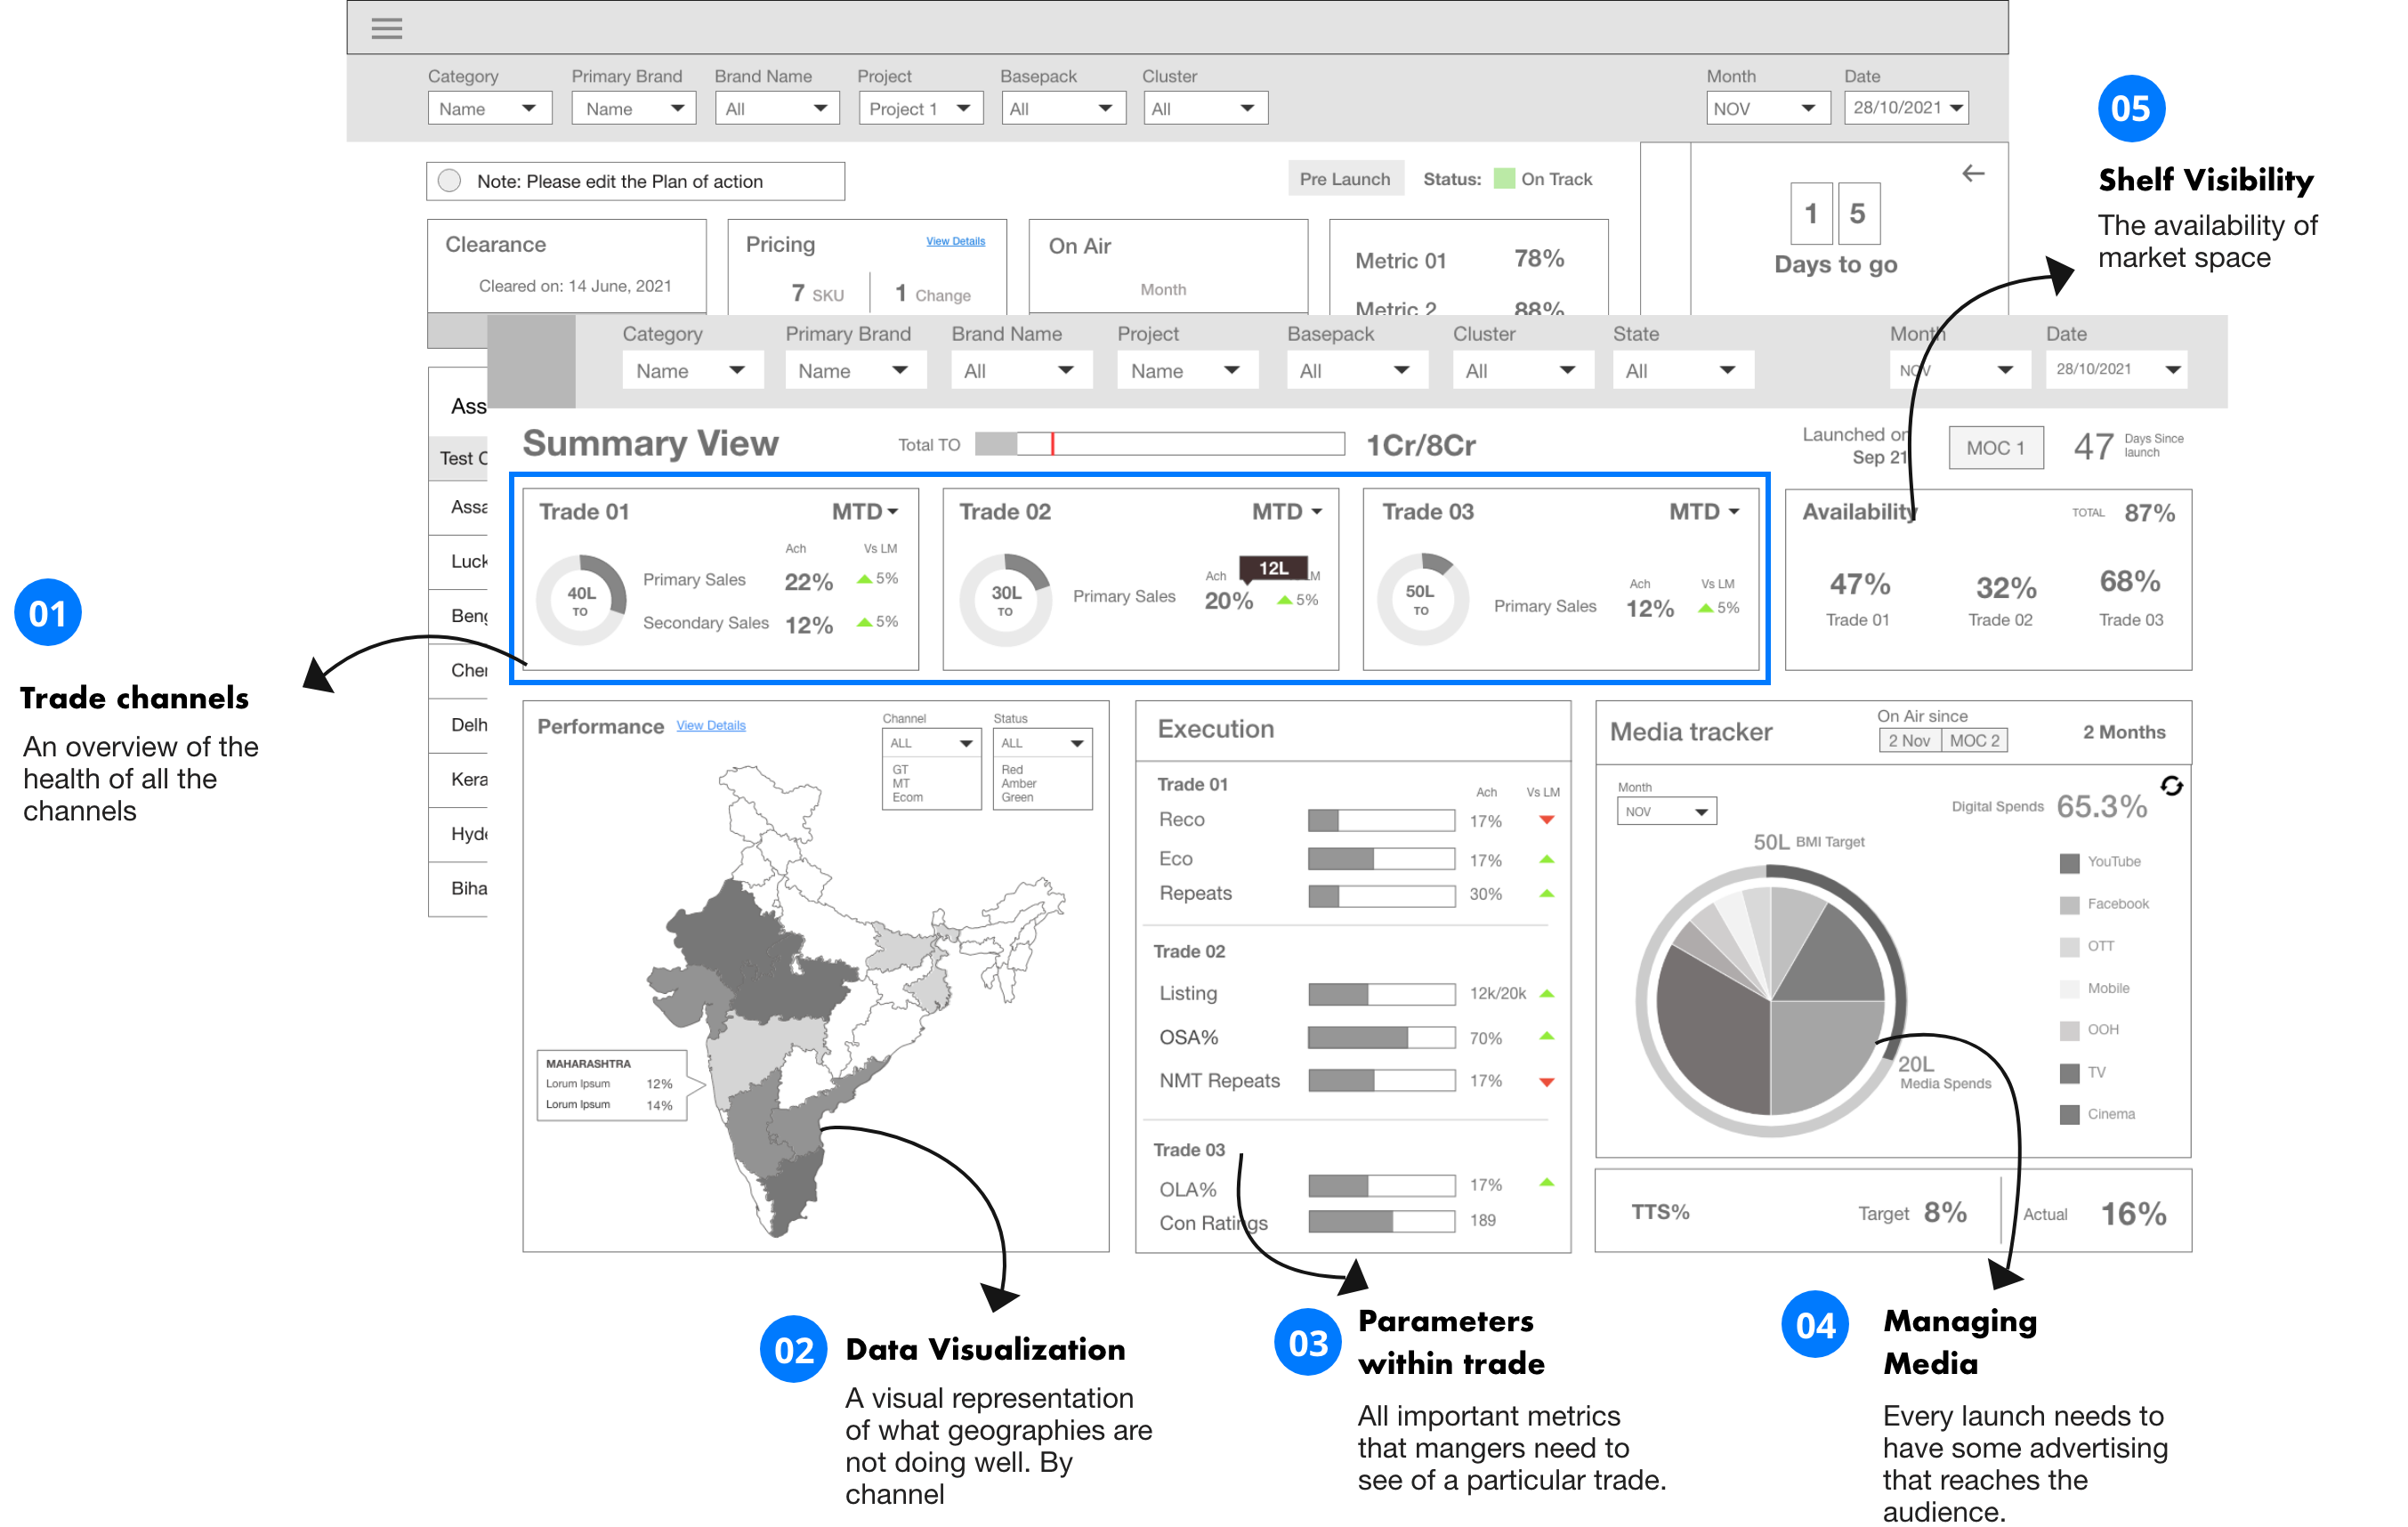 Category
Primary Brand
Brand Name
Project
Basepack
Cluster
Month
Date
Name
Name
All
Project 1
All
All
NOV
28/10/2021
05
Shelf Visibility
The availability of
market space
Note: Please edit the Plan of action
Pre Launch
Status:
On Track
1 5
Days to go
Clearance
Cleared on: 14 June, 2021
Pricing
View Details
7 SKU
1 Change
On Air
Month
Metric 01 78%
Metric 2 88%
Category
Primary Brand
Brand Name
Project
Basepack
Cluster
State
Month
Date
Name
Name
All
Name
All
All
All
NOV
28/10/2021
Ass
Test C
Assa
Luck
Beng
Cher
Delh
Kera
Hyde
Biha
Summary View
Total TO
1Cr/8Cr
Launched on
Sep 21
MOC 1
47
Days Since
launch
Trade 01
MTD
40L
TO
Ach
Vs LM
Primary Sales 22% 5%
Secondary Sales 12% 5%
Trade 02
MTD
30L
TO
12L
Ach
LM
Primary Sales 20% 5%
Trade 03
MTD
50L
TO
Ach
Vs LM
Primary Sales 12% 5%
Availability
TOTAL 87%
47%
Trade 01
32%
Trade 02
68%
Trade 03
01
Trade channels
An overview of the
health of all the
channels
Performance
View Details
Channel
ALL
GT
MT
Ecom
Status
ALL
Red
Amber
Green
MAHARASHTRA
Lorum Ipsum 12%
Lorum Ipsum 14%
Execution
Trade 01
Ach
Vs LM
Reco 17%
Eco 17%
Repeats 30%
Trade 02
Listing 12k/20k
OSA% 70%
NMT Repeats 17%
Trade 03
OLA% 17%
Con Ratings 189
Media tracker
On Air since
2 Nov MOC 2
2 Months
Month
NOV
Digital Spends 65.3%
50L BMI Target
20L
Media Spends
YouTube
Facebook
OTT
Mobile
OOH
TV
Cinema
TTS%
Target 8%
Actual 16%
02
Data Visualization
A visual representation
of what geographies are
not doing well. By
channel
03
Parameters
within trade
All important metrics
that mangers need to
see of a particular trade.
04
Managing
Media
Every launch needs to
have some advertising
that reaches the
audience.